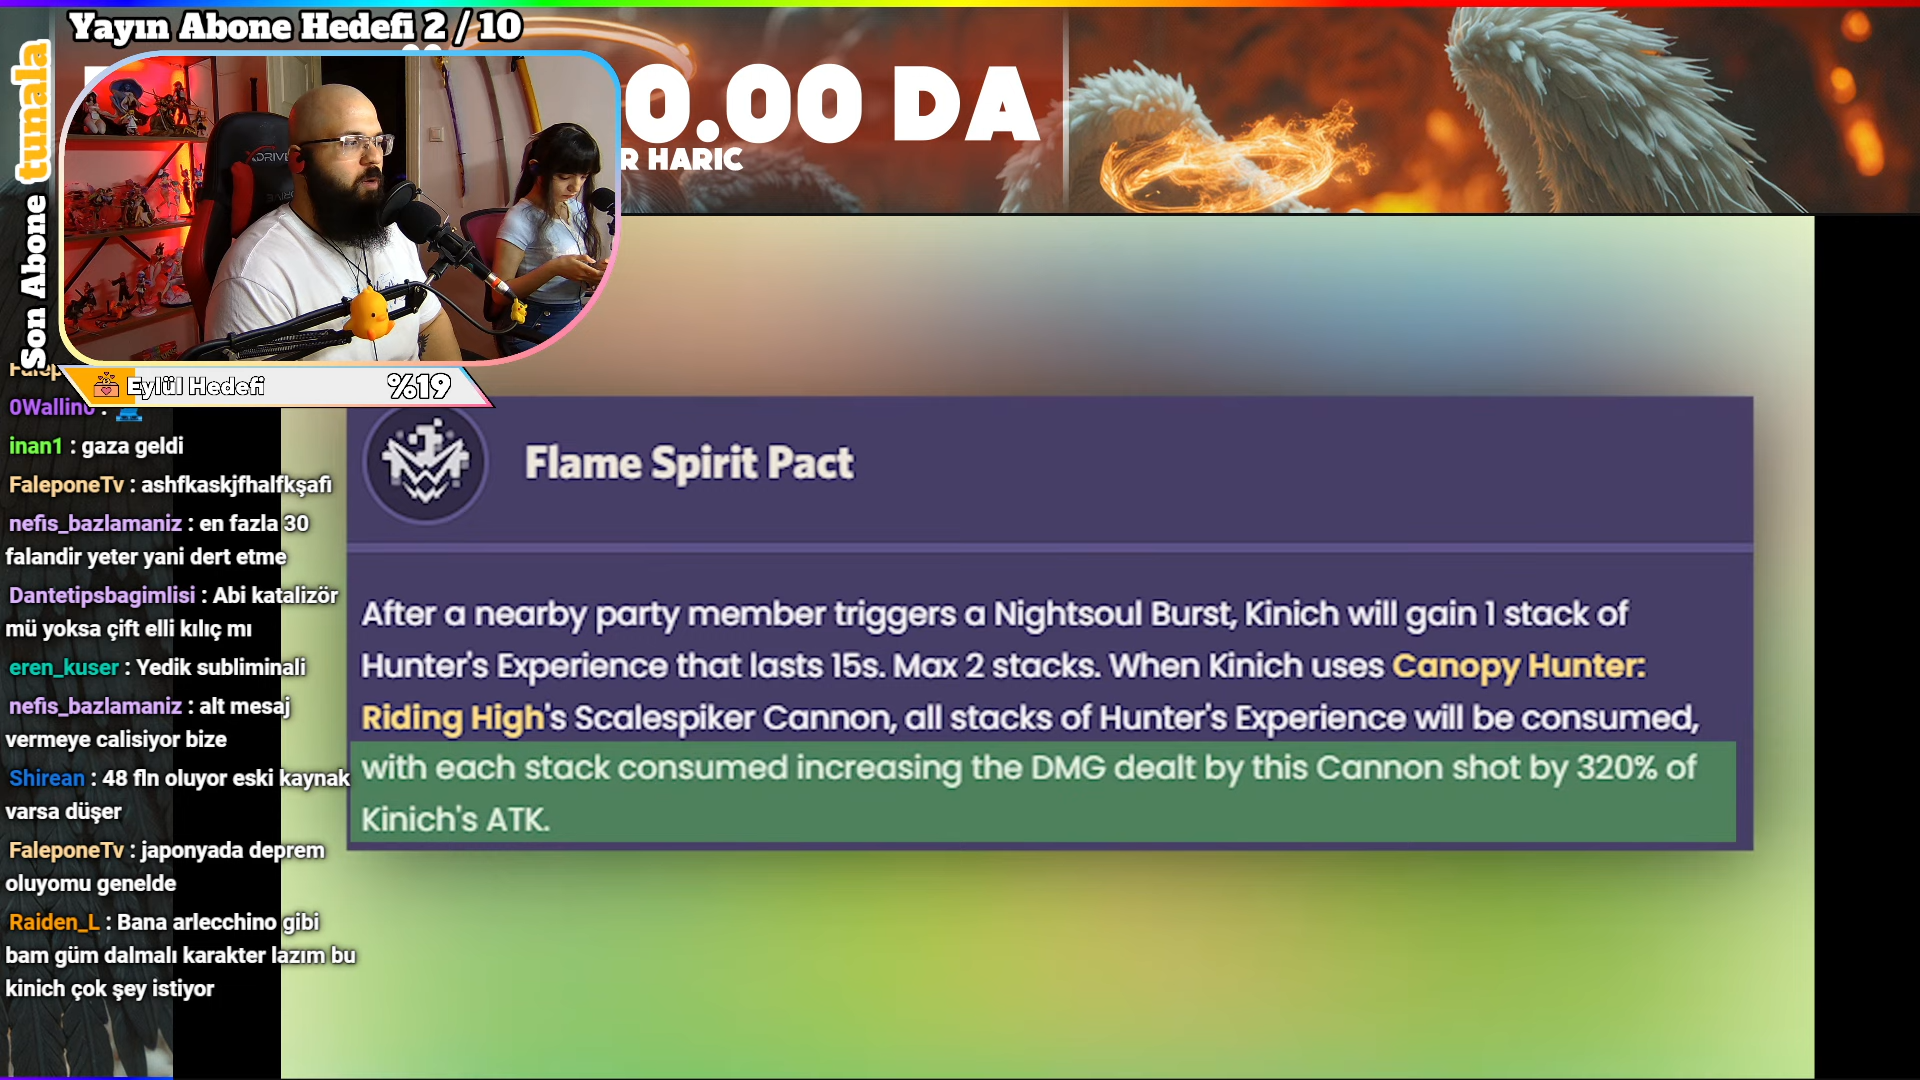 Yayın Abone Hedefi 2 / 10
Son Abone tunala
0.00 DA
R HARIC
XDRIVE
Eylül Hedefi %19
0Wallin0 :
inan1 : gaza geldi
FaleponeTv : ashfkaskjfhalfkşafi
nefis_bazlamaniz : en fazla 30
falandir yeter yani dert etme
Dantetipsbagimlisi : Abi katalizör
mü yoksa çift elli kılıç mı
eren_kuser : Yedik subliminali
nefis_bazlamaniz : alt mesaj
vermeye calisiyor bize
Shirean : 48 fln oluyor eski kaynak
varsa düşer
FaleponeTv : japonyada deprem
oluyomu genelde
Raiden_L : Bana arlecchino gibi
bam güm dalmalı karakter lazım bu
kinich çok şey istiyor
Flame Spirit Pact
After a nearby party member triggers a Nightsoul Burst, Kinich will gain 1 stack of
Hunter's Experience that lasts 15s. Max 2 stacks. When Kinich uses Canopy Hunter:
Riding High's Scalespiker Cannon, all stacks of Hunter's Experience will be consumed,
with each stack consumed increasing the DMG dealt by this Cannon shot by 320% of
Kinich's ATK.